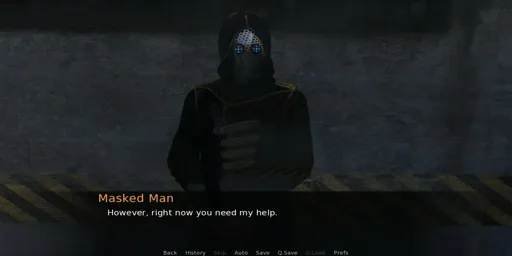 Masked Man
However, right now you need my help.
Back History Skip Auto Save Q.Save Q.Load Prefs